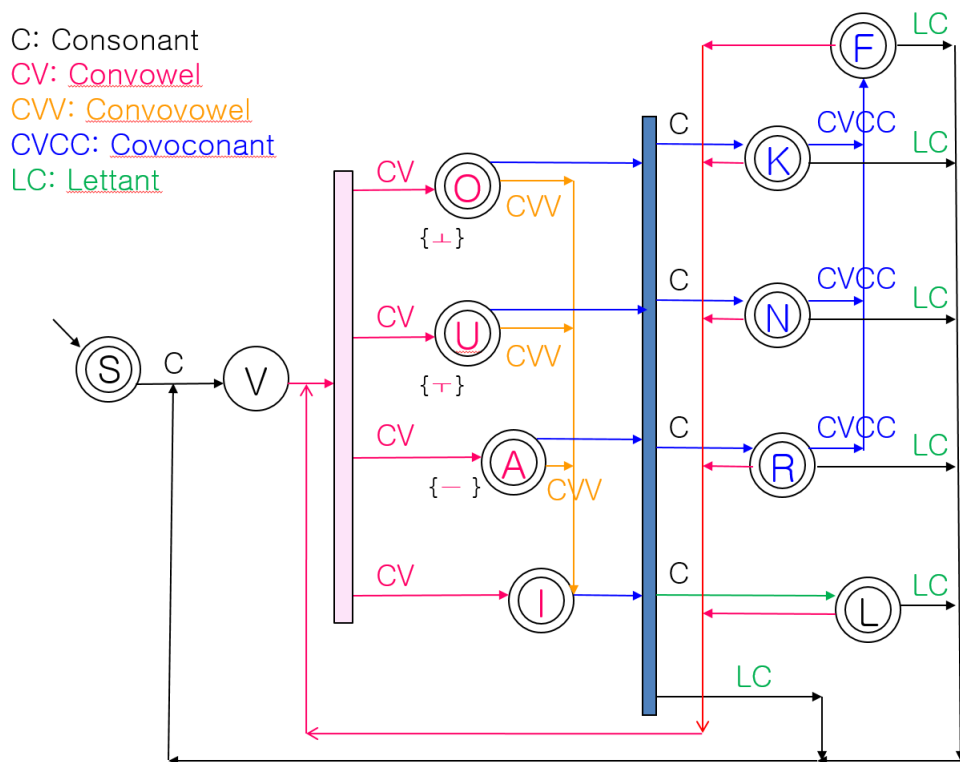 C: Consonant
CV: Convowel
CVV: Convovowel
CVCC: Covoconant
LC: Lettant
F
LC
C
K
CVCC
LC
CV
O
CVV
{ㅗ}
C
N
CVCC
LC
CV
U
CVV
{ㅜ}
S
C
V
C
R
CVCC
LC
CV
A
CVV
{ㅡ}
CV
I
C
L
LC
LC